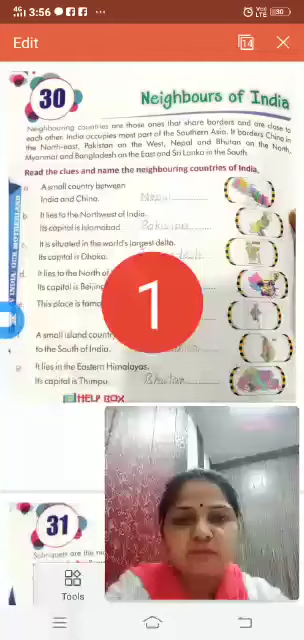 4G 3:56
Vo) LTE 80
Edit
14
30
Neighbours of India
Neighbouring countries are those ones that share borders and are close to
each other. India occupies most part of the Southern Asia. It borders China in
the North-east, Pakistan on the West, Nepal and Bhutan on the North,
Myanmar and Bangladesh on the East and Sri Lanka in the South.
Read the clues and name the neighbouring countries of India.
a. A small country between
India and China. Nepal
b. It lies to the Northwest of India.
Its capital is Islamabad. Pakistan
It is situated in the world's largest delta.
Its capital is Dhaka.
d. It lies to the North of
Its capital is Beijing
This place is famo
1
A small island country
to the South of India.
It lies in the Eastern Himalayas.
Its capital is Thimpu. Bhutan
HELP BOX
INDIA OUR MOTHERLAND
31
Tools